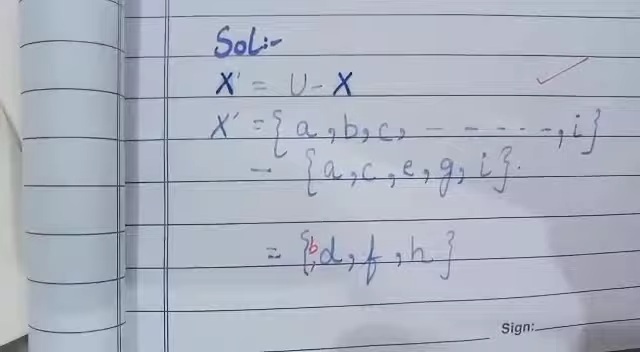 Sol:-
X' = U - X
X' = { a, b, c, - - - - -, i }
- { a, c, e, g, i }.
= { b, d, f, h }
Sign: